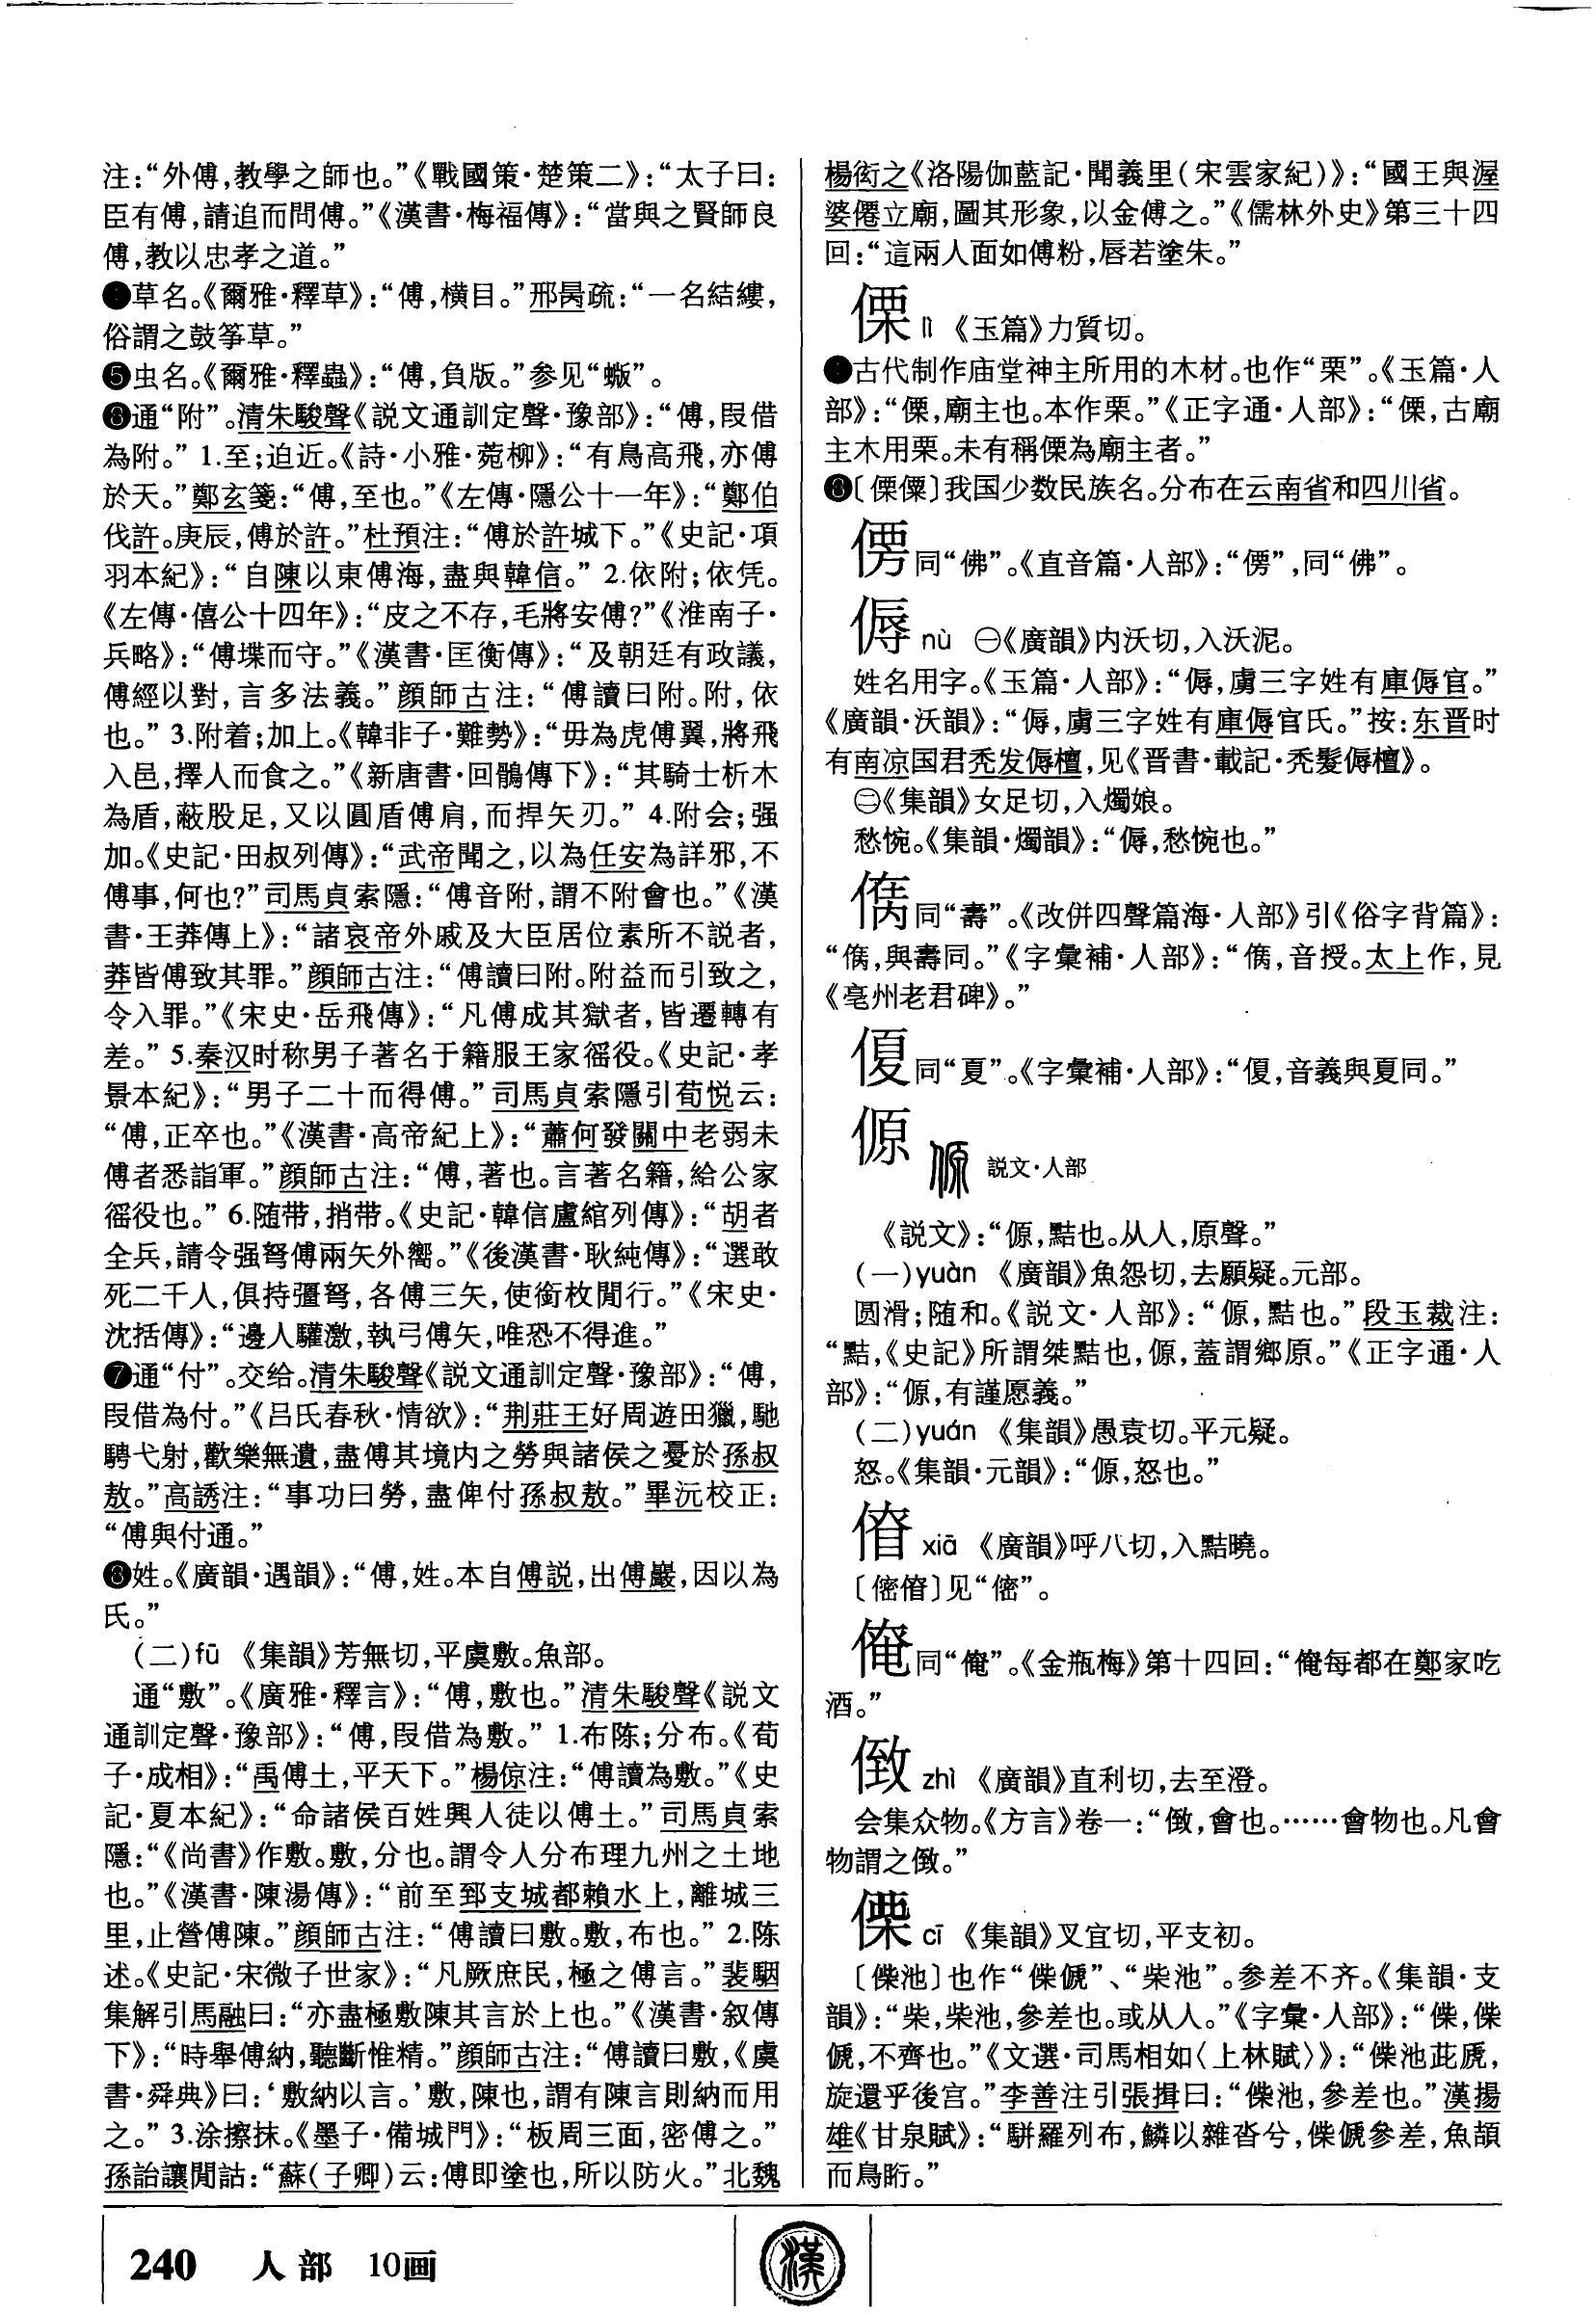 注:“外傅,教學之師也。”《戰國策·楚策二》:“太子曰:
臣有傅,請追而問傅。”《漢書·梅福傳》:“當與之賢師良
傅,教以忠孝之道。”
草名。《爾雅·釋草》:“傅,横目。”邢昺疏:“一名結縷,
俗謂之鼓筝草。”
❺虫名。《爾雅·釋蟲》:“傅,負版。”参见“蝂”。
❻通“附”。清朱駿聲《説文通訓定聲·豫部》:“傅,叚借
為附。” 1.至;迫近。《詩·小雅·菀柳》:“有鳥高飛,亦傅
於天。”鄭玄箋:“傅,至也。”《左傳·隱公十一年》:“鄭伯
伐許。庚辰,傅於許。”杜預注:“傅於許城下。”《史記·項
羽本紀》:“自陳以東傅海,盡與韓信。” 2.依附;依凭。
《左傳·僖公十四年》:“皮之不存,毛將安傅?”《淮南子·
兵略》:“傅堞而守。”《漢書·匡衡傳》:“及朝廷有政議,
傅經以對,言多法義。”顔師古注:“傅讀曰附。附,依
也。” 3.附着;加上。《韓非子·難勢》:“毋為虎傅翼,將飛
入邑,擇人而食之。”《新唐書·回鶻傳下》:“其騎士析木
為盾,蔽股足,又以圓盾傅肩,而捍矢刃。” 4.附会;强
加。《史記·田叔列傳》:“武帝聞之,以為任安為詳邪,不
傅事,何也?”司馬貞索隱:“傅音附,謂不附會也。”《漢
書·王莽傳上》:“諸哀帝外戚及大臣居位素所不説者,
莽皆傅致其罪。”顔師古注:“傅讀曰附。附益而引致之,
令入罪。”《宋史·岳飛傳》:“凡傅成其獄者,皆遷轉有
差。” 5.秦汉时称男子著名于籍服王家徭役。《史記·孝
景本紀》:“男子二十而得傅。”司馬貞索隱引荀悦云:
“傅,正卒也。”《漢書·高帝紀上》:“蕭何發關中老弱未
傅者悉詣軍。”顔師古注:“傅,著也。言著名籍,給公家
徭役也。” 6.随带,捎带。《史記·韓信盧綰列傳》:“胡者
全兵,請令强弩傅兩矢外嚮。”《後漢書·耿純傳》:“選敢
死二千人,俱持彊弩,各傅三矢,使銜枚閒行。”《宋史·
沈括傳》:“邊人驩激,執弓傅矢,唯恐不得進。”
❼通“付”。交给。清朱駿聲《説文通訓定聲·豫部》:“傅,
叚借為付。”《吕氏春秋·情欲》:“荆莊王好周遊田獵,馳
騁弋射,歡樂無遺,盡傅其境内之勞與諸侯之憂於孫叔
敖。”高誘注:“事功曰勞,盡俾付孫叔敖。”畢沅校正:
“傅與付通。”
❽姓。《廣韻·遇韻》:“傅,姓。本自傅説,出傅巖,因以為
氏。”
(二)fū 《集韻》芳無切,平虞敷。魚部。
通“敷”。《廣雅·釋言》:“傅,敷也。”清朱駿聲《説文
通訓定聲·豫部》:“傅,叚借為敷。” 1.布陈;分布。《荀
子·成相》:“禹傅土,平天下。”楊倞注:“傅讀為敷。”《史
記·夏本紀》:“命諸侯百姓興人徒以傅土。”司馬貞索
隱:“《尚書》作敷。敷,分也。謂令人分布理九州之土地
也。”《漢書·陳湯傳》:“前至郅支城都賴水上,離城三
里,止營傅陳。”顔師古注:“傅讀曰敷。敷,布也。” 2.陈
述。《史記·宋微子世家》:“凡厥庶民,極之傅言。”裴駰
集解引馬融曰:“亦盡極敷陳其言於上也。”《漢書·叙傳
下》:“時舉傅納,聽斷惟精。”顔師古注:“傅讀曰敷,《虞
書·舜典》曰:‘敷納以言。’敷,陳也,謂有陳言則納而用
之。” 3.涂擦抹。《墨子·備城門》:“板周三面,密傅之。”
孫詒讓閒詁:“蘇(子卿)云:傅即塗也,所以防火。”北魏
楊衒之《洛陽伽藍記·聞義里(宋雲家紀)》:“國王與渥
婆僊立廟,圖其形象,以金傅之。”《儒林外史》第三十四
回:“這兩人面如傅粉,唇若塗朱。”
傈 lì 《玉篇》力質切。
古代制作庙堂神主所用的木材。也作“栗”。《玉篇·人
部》:“傈,廟主也。本作栗。”《正字通·人部》:“傈,古廟
主木用栗。未有稱傈為廟主者。”
〔傈僳〕我国少数民族名。分布在云南省和四川省。
僄同“佛”。《直音篇·人部》:“僄”,同“佛”。
傉 nù ㊀《廣韻》内沃切,入沃泥。
姓名用字。《玉篇·人部》:“傉,虜三字姓有庫傉官。”
《廣韻·沃韻》:“傉,虜三字姓有庫傉官氏。”按:东晋时
有南凉国君秃发傉檀,见《晋書·載記·秃髮傉檀》。
㊁《集韻》女足切,入燭娘。
愁惋。《集韻·燭韻》:“傉,愁惋也。”
同“壽”。《改併四聲篇海·人部》引《俗字背篇》:
“,與壽同。”《字彙補·人部》:“,音授。太上作,見
《亳州老君碑》。”
㑓同“夏”。《字彙補·人部》:“,音義與夏同。”
傆 説文·人部
《説文》:“傆,黠也。从人,原聲。”
(一)yuàn 《廣韻》魚怨切,去願疑。元部。
圆滑;随和。《説文·人部》:“傆,黠也。”段玉裁注:
“黠,《史記》所謂桀黠也,傆,蓋謂鄉原。”《正字通·人
部》:“傆,有謹愿義。”
(二)yuán 《集韻》愚袁切。平元疑。
怒。《集韻·元韻》:“傆,怒也。”
xiā 《廣韻》呼八切,入黠曉。
同“俺”。《金瓶梅》第十四回:“俺每都在鄭家吃
酒。”
㨖 zhì 《廣韻》直利切,去至澄。
会集众物。《方言》卷一:“,會也。……會物也。凡會
物謂之。”
傑 cī 《集韻》叉宜切,平支初。
〔池〕也作“傂”、“柴池”。参差不齐。《集韻·支
韻》:“柴,柴池,參差也。或从人。”《字彙·人部》:“,
傂,不齊也。”《文選·司馬相如〈上林賦〉》:“池茈虒,
旋還乎後宫。”李善注引張揖曰:“池,參差也。”漢揚
雄《甘泉賦》:“駢羅列布,鱗以雜沓兮,傂參差,魚頡
而鳥䀪。”
240 人部 10画
漢